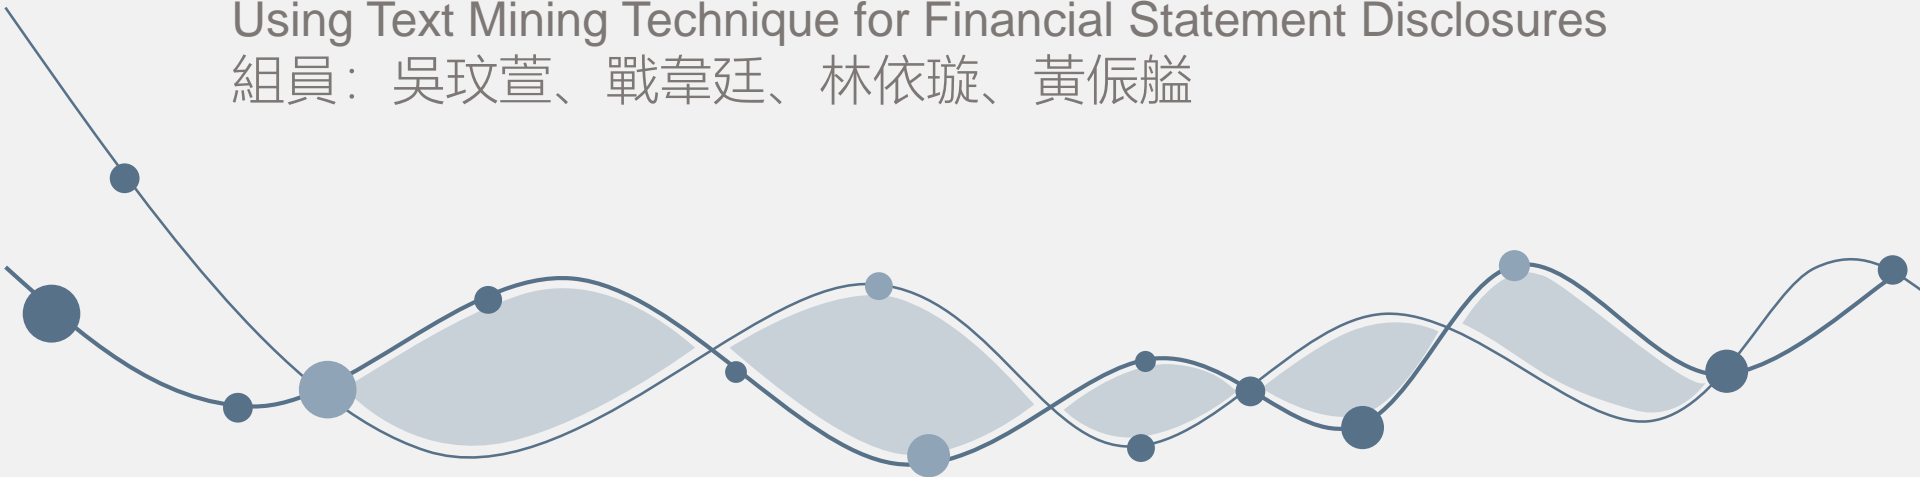 Using Text Mining Technique for Financial Statement Disclosures
組員：吳玟萱、戰韋廷、林依璇、黃侲艗